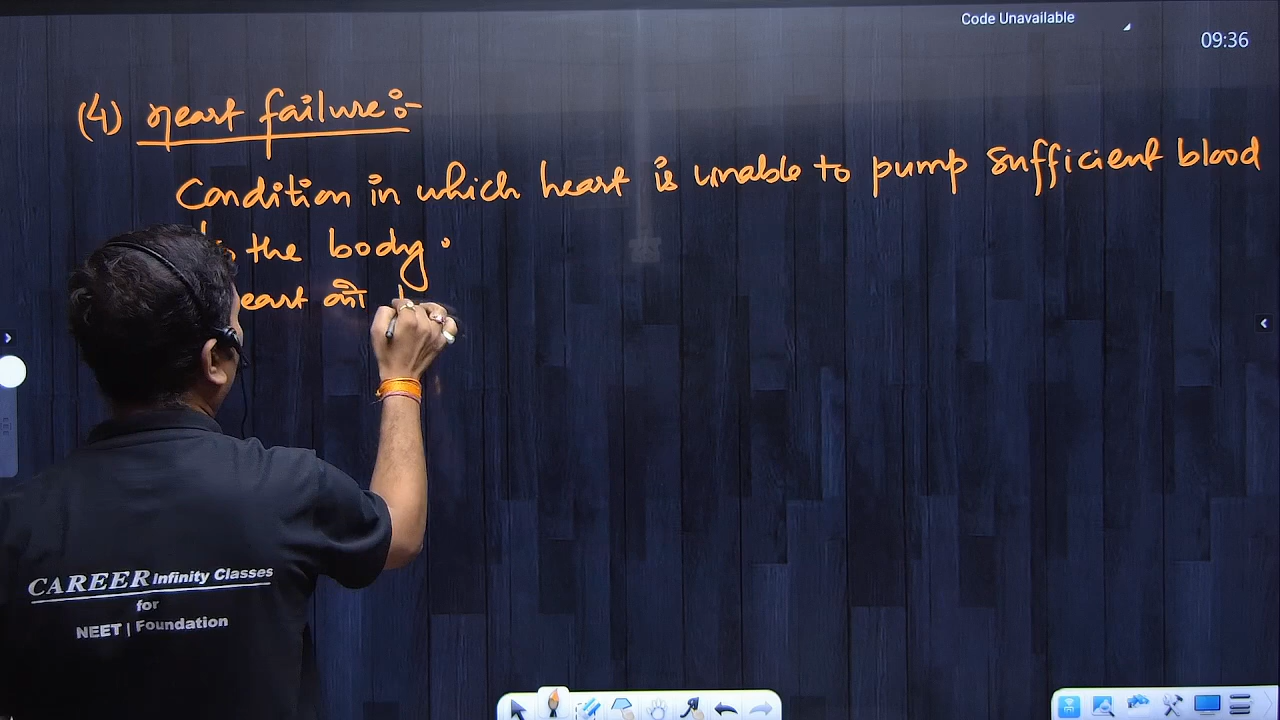 Code Unavailable
09:36
(4) Heart failure:-
Condition in which heart is unable to pump sufficient blood
the body.
CAREER Infinity Classes
for
NEET | Foundation